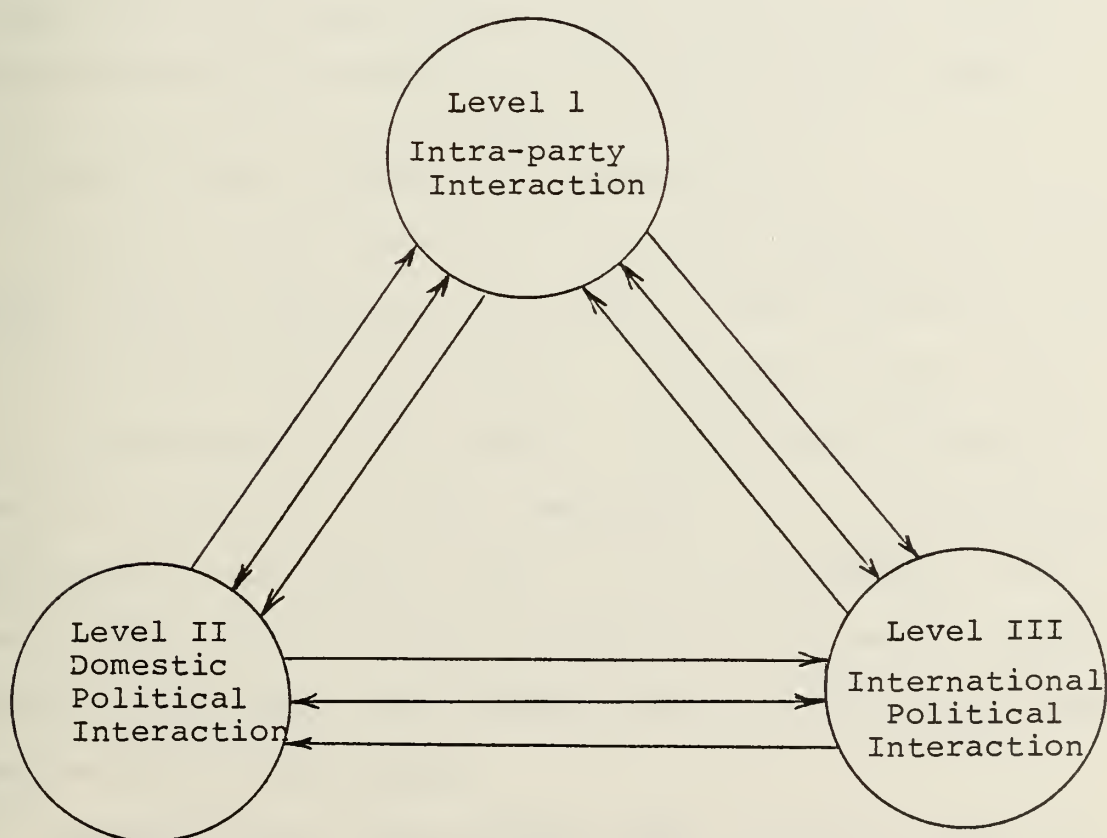 Level 1
Intra-party
Interaction
Level II
Domestic
Political
Interaction
Level III
International
Political
Interaction